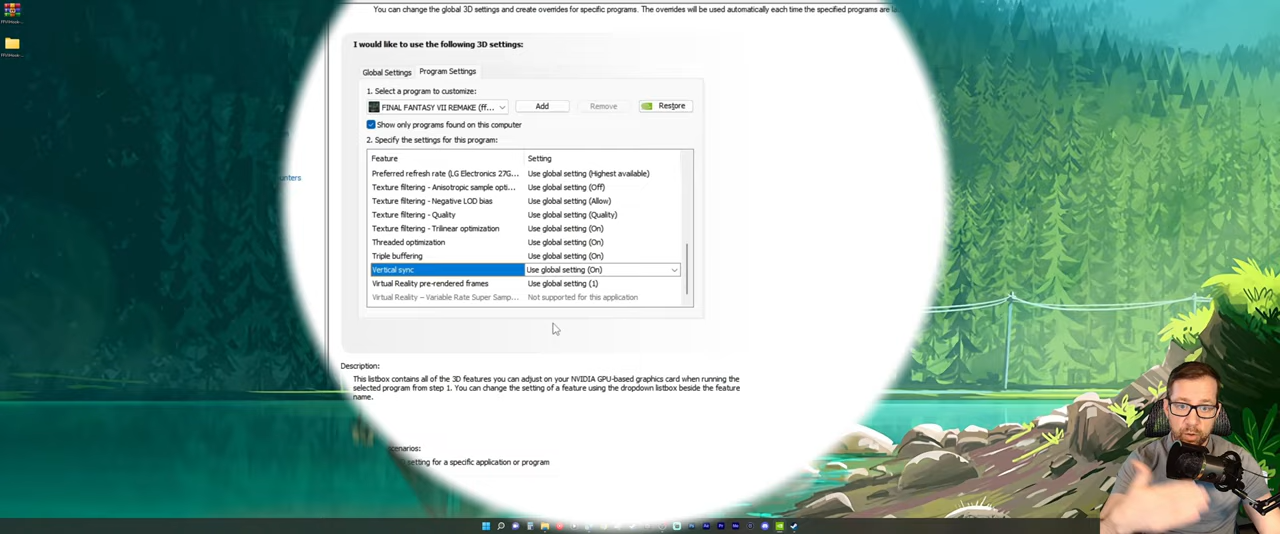 You can change the global 3D settings and create overrides for specific programs. The overrides will be used automatically each time the specified programs are
I would like to use the following 3D settings:
Global Settings
Program Settings
1. Select a program to customize:
FINAL FANTASY VII REMAKE (ff...
Add
Remove
Restore
Show only programs found on this computer
2. Specify the settings for this program:
Feature
Setting
Preferred refresh rate (LG Electronics 27G...
Use global setting (Highest available)
Texture filtering - Anisotropic sample opti...
Use global setting (Off)
Texture filtering - Negative LOD bias
Use global setting (Allow)
Texture filtering - Quality
Use global setting (Quality)
Texture filtering - Trilinear optimization
Use global setting (On)
Threaded optimization
Use global setting (On)
Triple buffering
Use global setting (On)
Vertical sync
Use global setting (On)
Virtual Reality pre-rendered frames
Use global setting (1)
Virtual Reality – Variable Rate Super Samp...
Not supported for this application
unters
Description:
This listbox contains all of the 3D features you can adjust on your NVIDIA GPU-based graphics card when running the
selected program from step 1. You can change the setting of a feature using the dropdown listbox beside the feature
name.
cenarios:
setting for a specific application or program